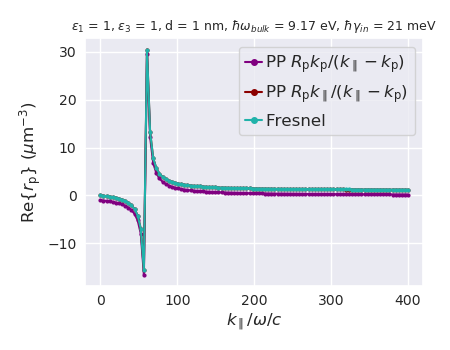 ε₁ = 1, ε₃ = 1, d = 1 nm, ℏω_bulk = 9.17 eV, ℏγ_in = 21 meV
30
20
10
0
−10
Re{r_p} (μm⁻³)
PP R_p k_p/(k_∥ − k_p)
PP R_p k_∥/(k_∥ − k_p)
Fresnel
0 100 200 300 400
k_∥/ω/c